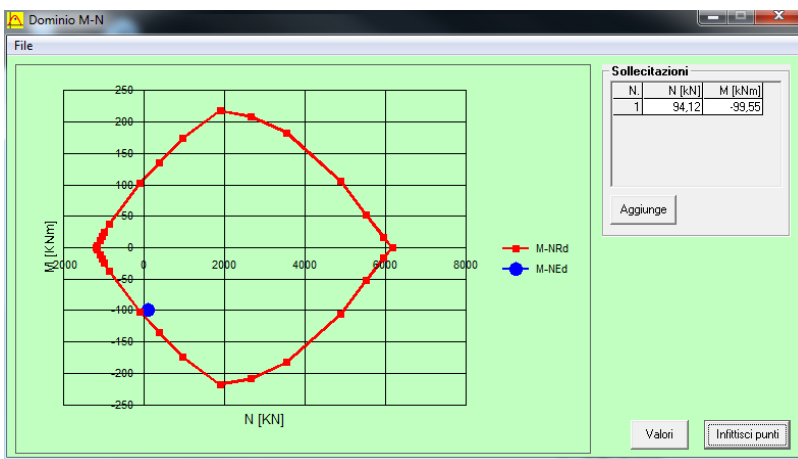 Dominio M-N
File
250
200
150
100
50
0
-50
-100
-150
-200
-250
-2000
0
2000
4000
6000
8000
M [KNm]
N [KN]
M-NRd
M-NEd
Sollecitazioni
N. N [kN] M [kNm]
1 94,12 -99,55
Aggiunge
Valori
Infittisci punti